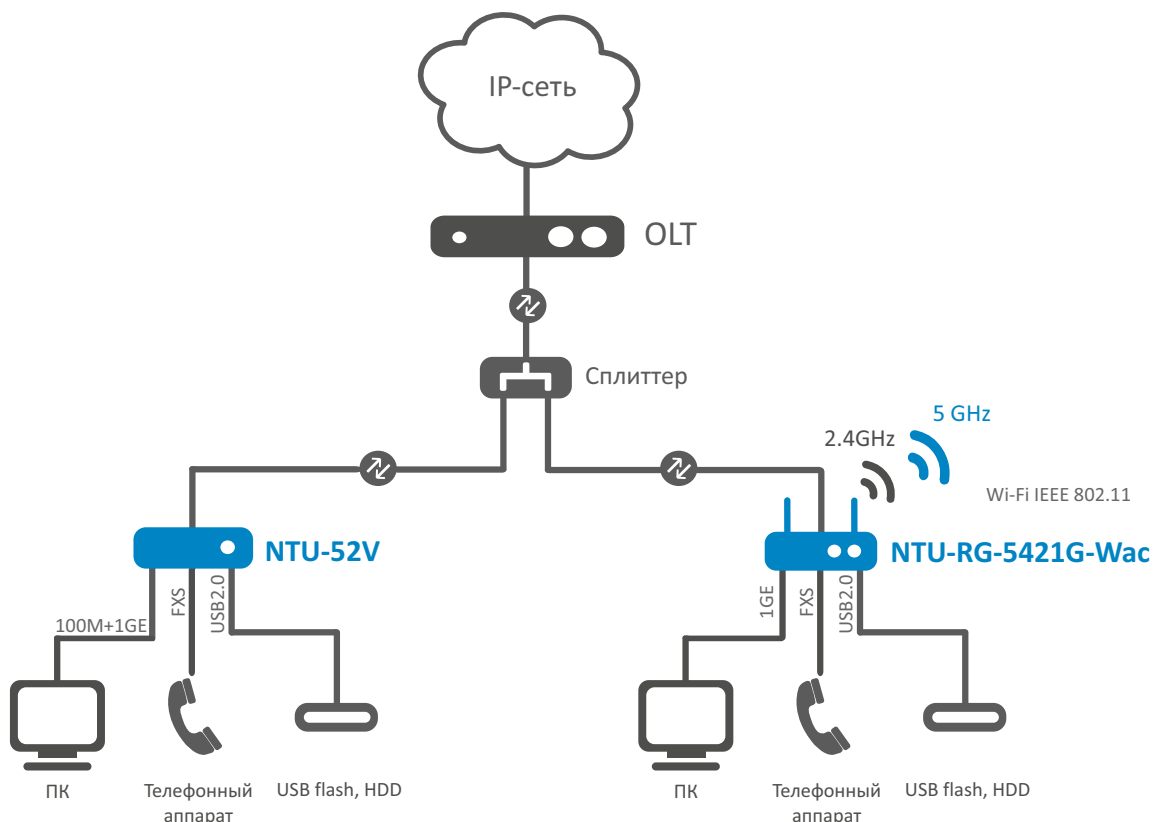 IP-сеть
OLT
Сплиттер
5 GHz
2.4GHz
Wi-Fi IEEE 802.11
NTU-52V
NTU-RG-5421G-Wac
100M+1GE
FXS
USB2.0
1GE
FXS
USB2.0
ПК
Телефонный
аппарат
USB flash, HDD
ПК
Телефонный
аппарат
USB flash, HDD